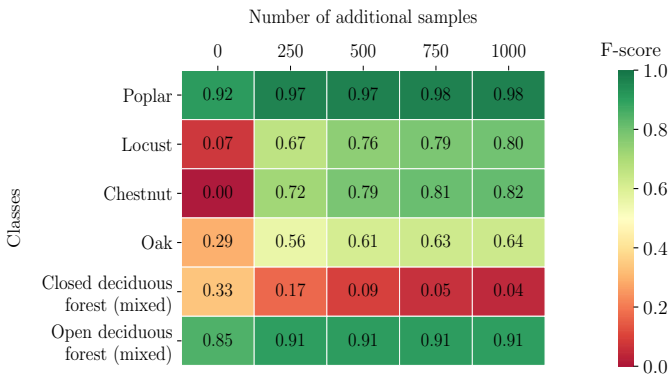 Number of additional samples
0 250 500 750 1000
F-score
Classes
Poplar 0.92 0.97 0.97 0.98 0.98
Locust 0.07 0.67 0.76 0.79 0.80
Chestnut 0.00 0.72 0.79 0.81 0.82
Oak 0.29 0.56 0.61 0.63 0.64
Closed deciduous
forest (mixed) 0.33 0.17 0.09 0.05 0.04
Open deciduous
forest (mixed) 0.85 0.91 0.91 0.91 0.91
1.0
0.8
0.6
0.4
0.2
0.0